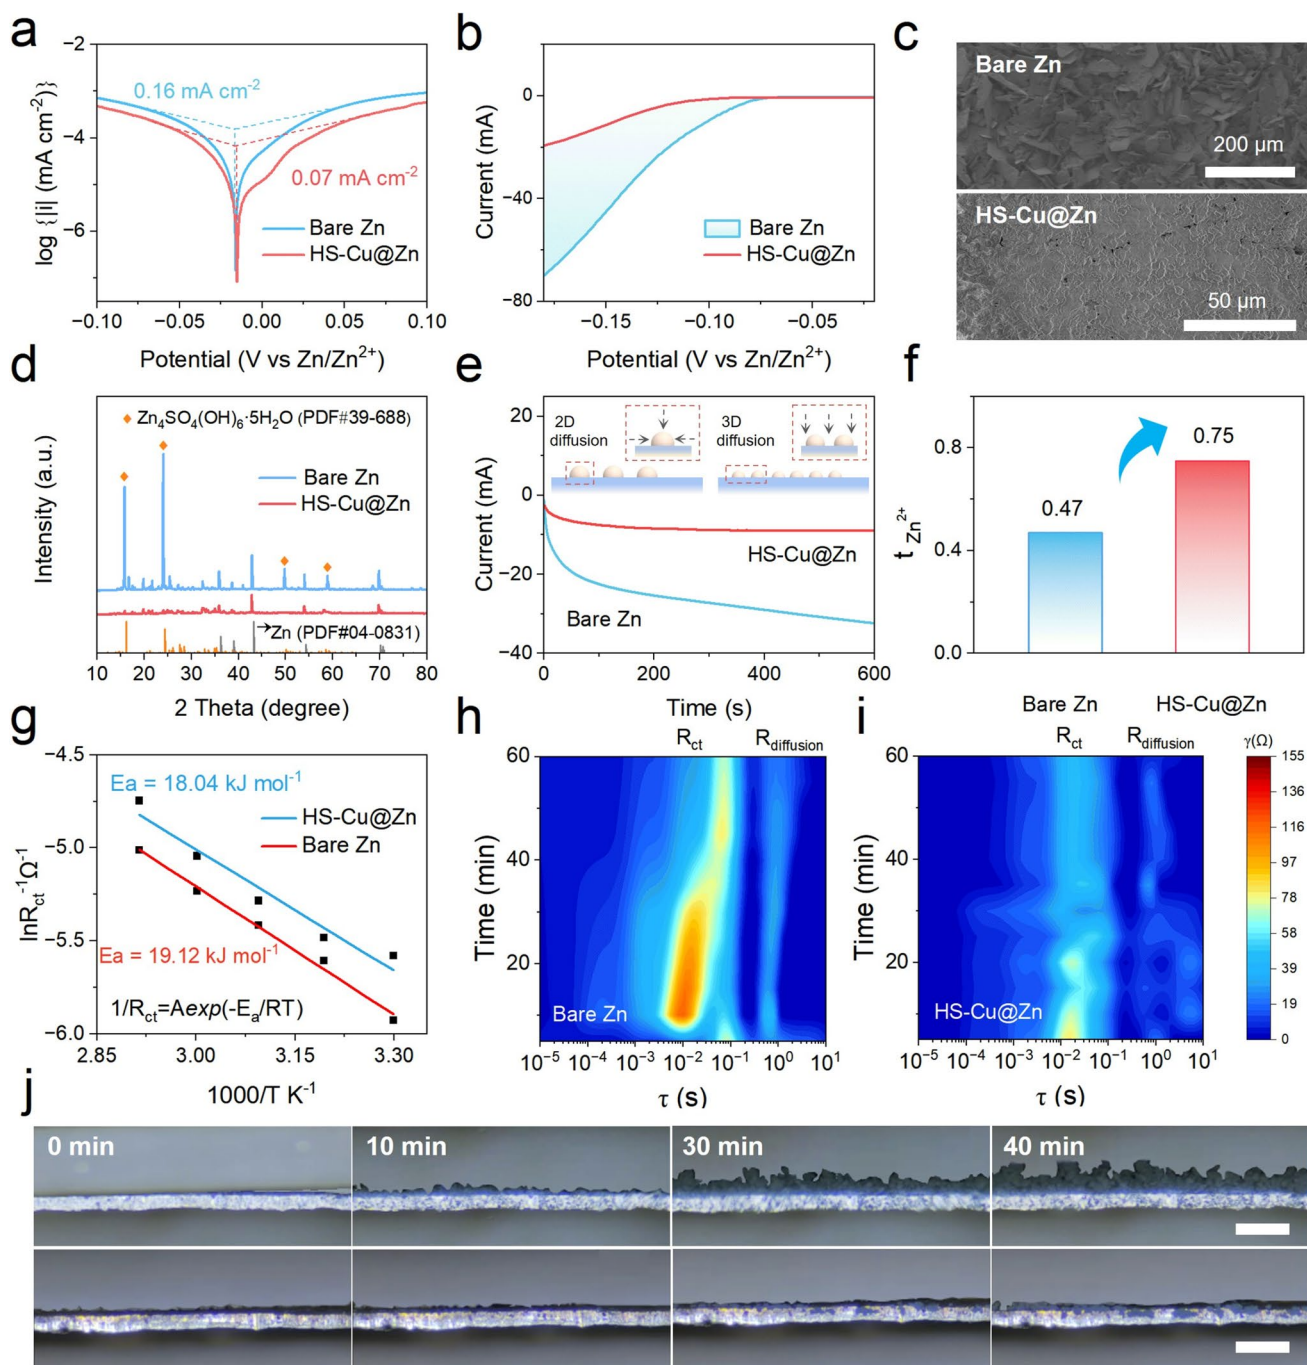 a
−2
−4
−6
log {|i| (mA cm⁻²)}
0.16 mA cm⁻²
0.07 mA cm⁻²
Bare Zn
HS-Cu@Zn
−0.10 −0.05 0.00 0.05 0.10
Potential (V vs Zn/Zn²⁺)
b
0
−40
−80
Current (mA)
Bare Zn
HS-Cu@Zn
−0.15 −0.10 −0.05
Potential (V vs Zn/Zn²⁺)
c
Bare Zn
200 µm
HS-Cu@Zn
50 µm
d
Zn₄SO₄(OH)₆·5H₂O (PDF#39-688)
Bare Zn
HS-Cu@Zn
Zn (PDF#04-0831)
Intensity (a.u.)
10 20 30 40 50 60 70 80
2 Theta (degree)
e
20
0
−20
−40
Current (mA)
2D
diffusion
3D
diffusion
HS-Cu@Zn
Bare Zn
0 200 400 600
Time (s)
f
0.8
0.4
0.0
t Zn²⁺
0.47
0.75
Bare Zn HS-Cu@Zn
g
−4.5
−5.0
−5.5
−6.0
lnRct⁻¹Ω⁻¹
Ea = 18.04 kJ mol⁻¹
HS-Cu@Zn
Bare Zn
Ea = 19.12 kJ mol⁻¹
1/Rct=Aexp(-Ea/RT)
2.85 3.00 3.15 3.30
1000/T K⁻¹
h
Rct Rdiffusion
60
40
20
Time (min)
Bare Zn
10⁻⁵ 10⁻⁴ 10⁻³ 10⁻² 10⁻¹ 10⁰ 10¹
τ (s)
i
Rct Rdiffusion
60
40
20
Time (min)
HS-Cu@Zn
10⁻⁵ 10⁻⁴ 10⁻³ 10⁻² 10⁻¹ 10⁰ 10¹
τ (s)
γ(Ω)
155
136
116
97
78
59
39
20
0
j
0 min
10 min
30 min
40 min